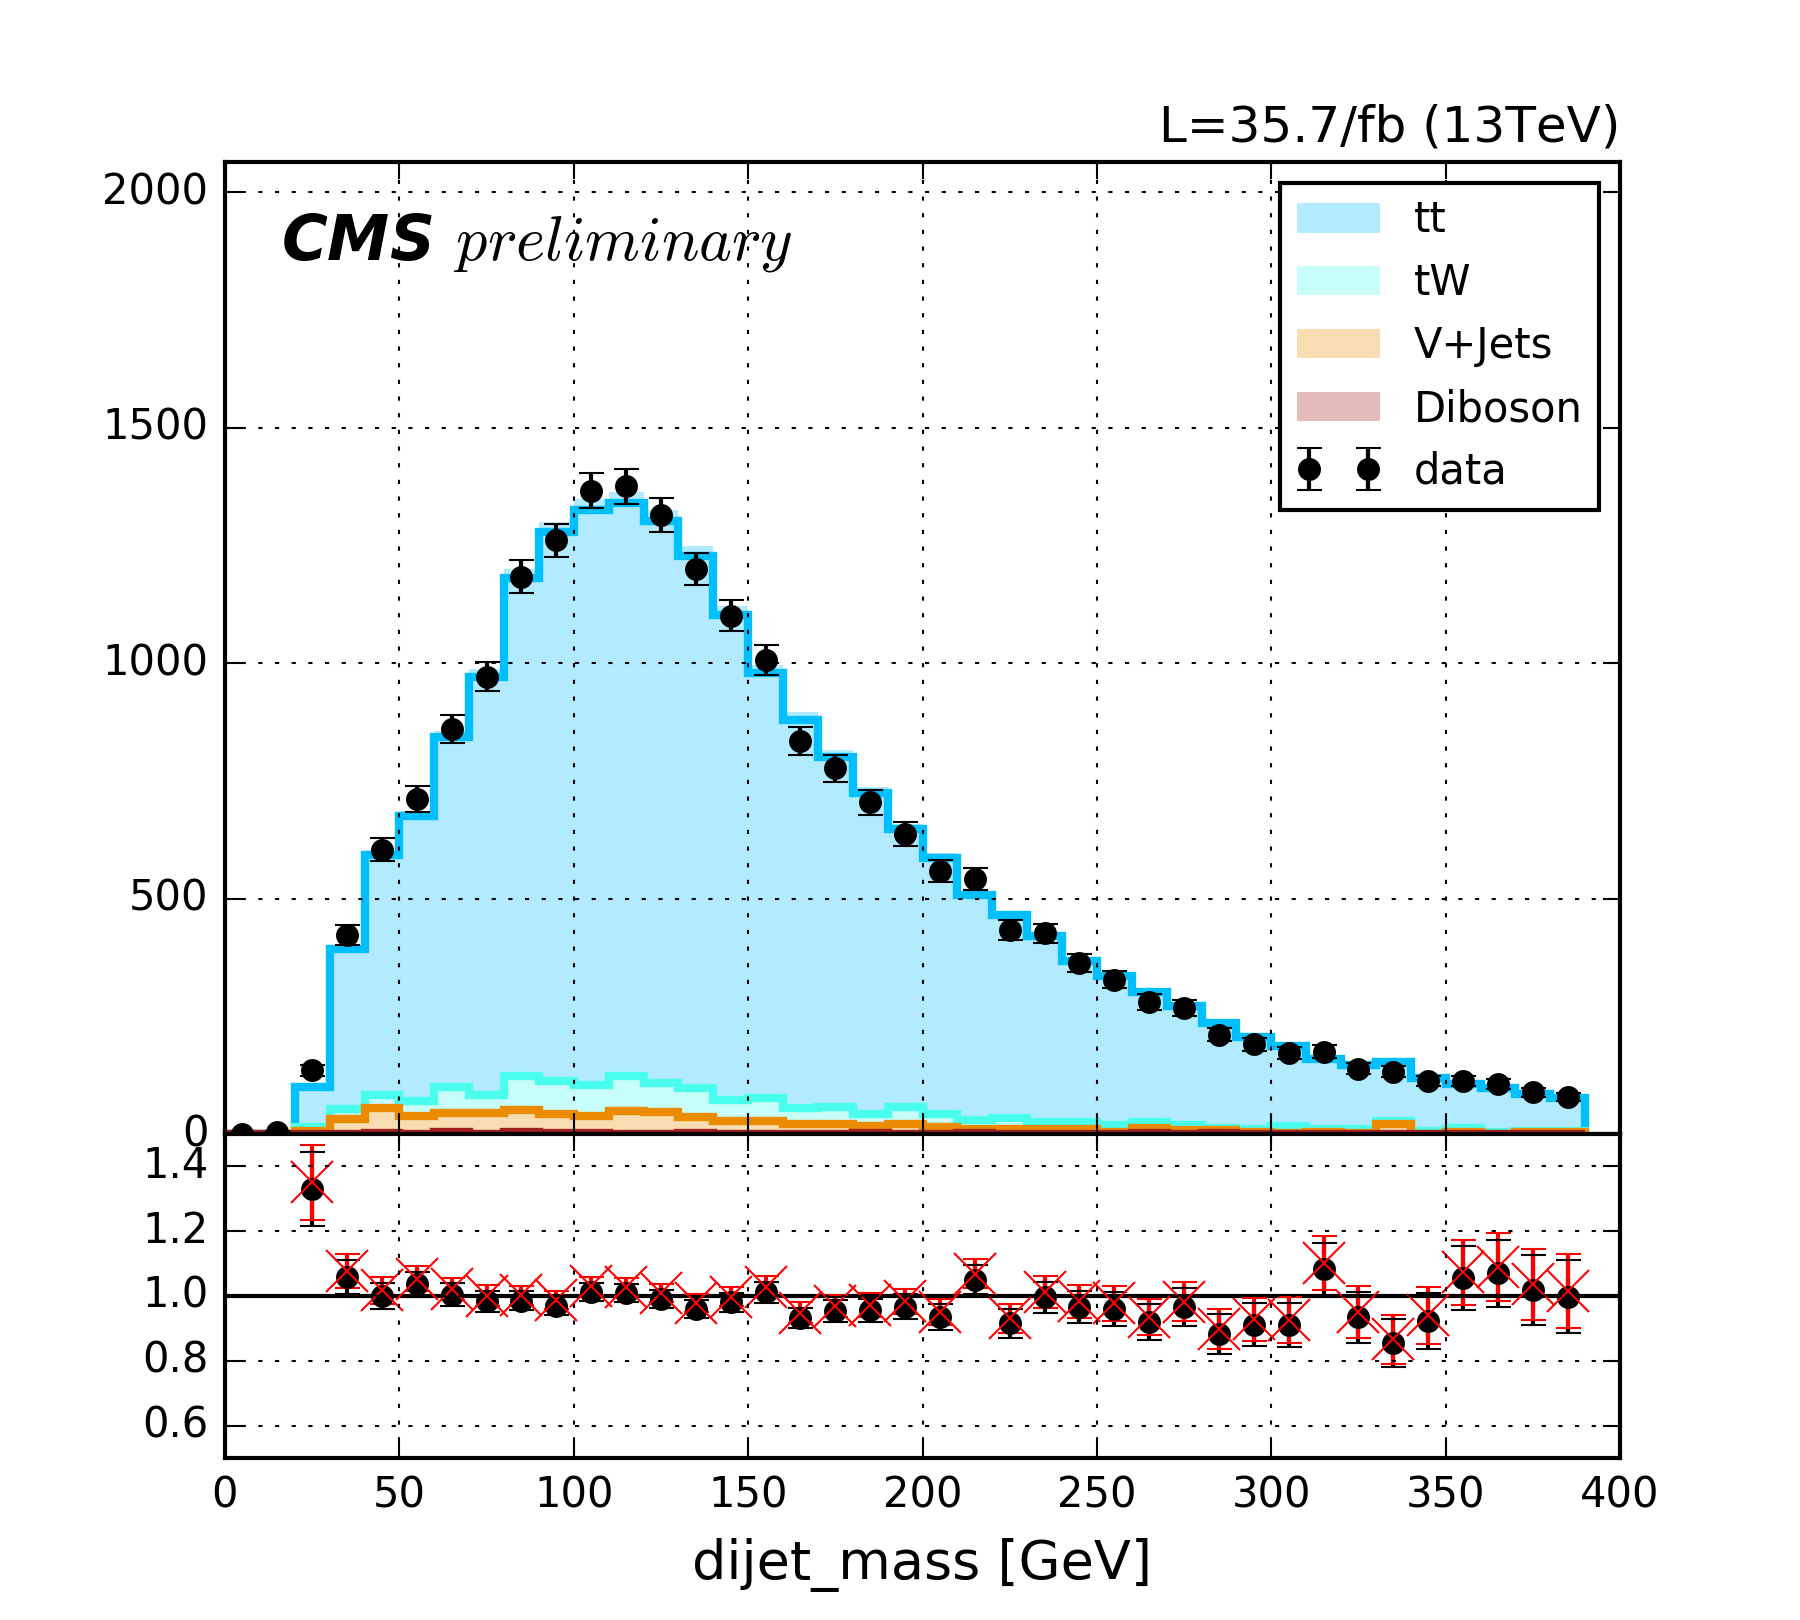 L=35.7/fb (13TeV)
2000
CMS preliminary
tt
tW
V+Jets
Diboson
data
1500
1000
500
0
1.4
1.2
1.0
0.8
0.6
0 50 100 150 200 250 300 350 400
dijet_mass [GeV]